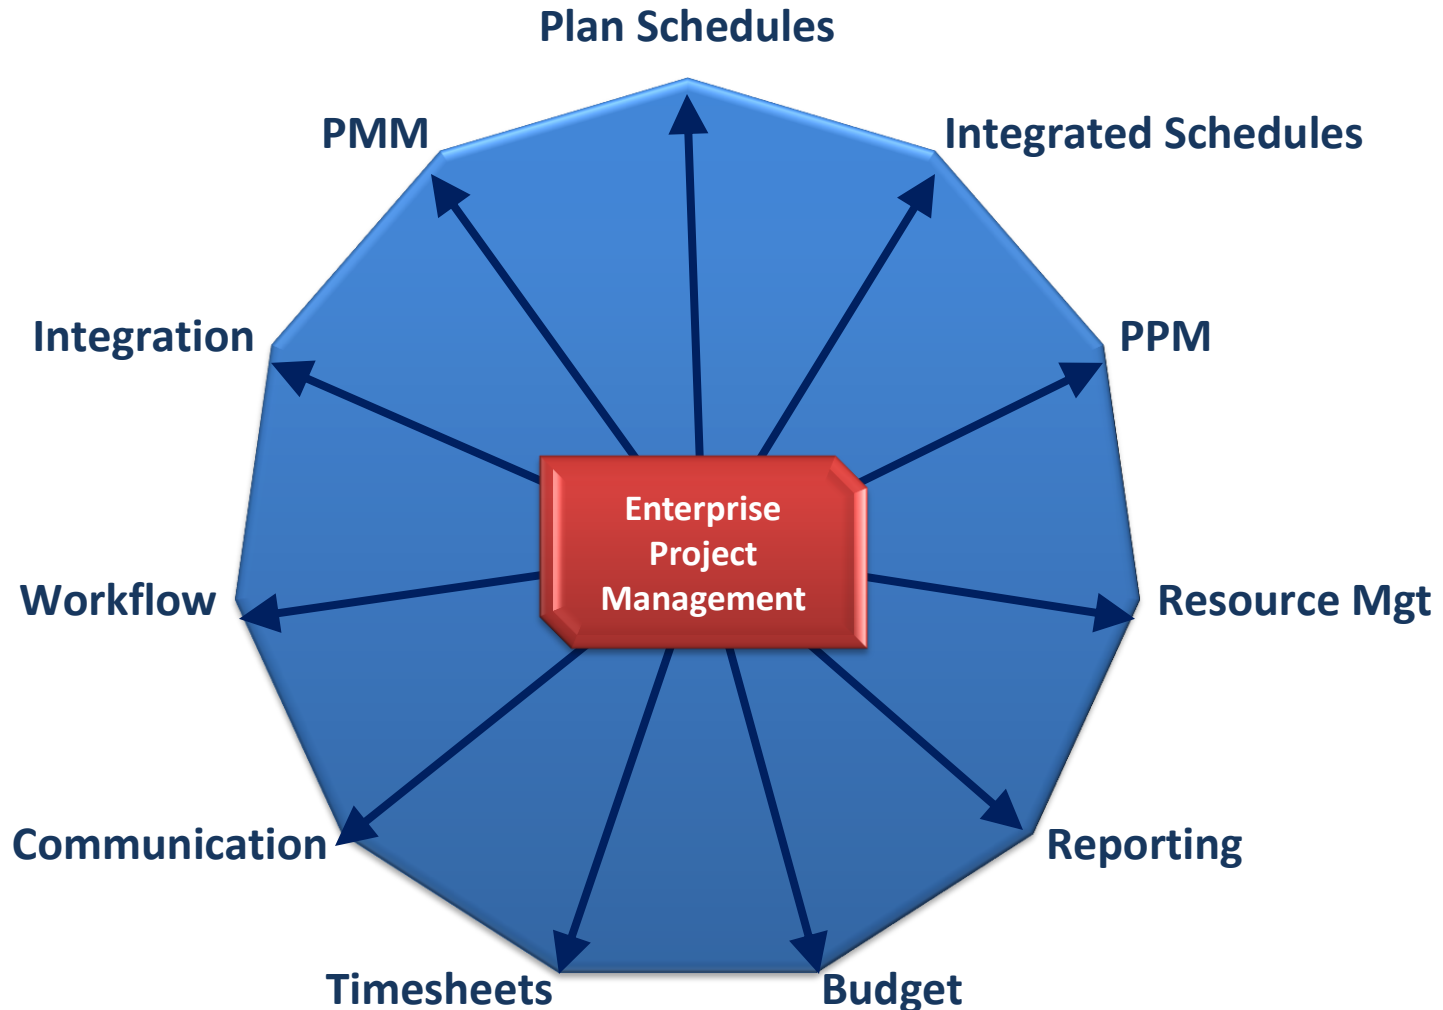 Plan Schedules
PMM
Integrated Schedules
Integration
PPM
Enterprise
Project
Management
Workflow
Resource Mgt
Communication
Reporting
Timesheets
Budget